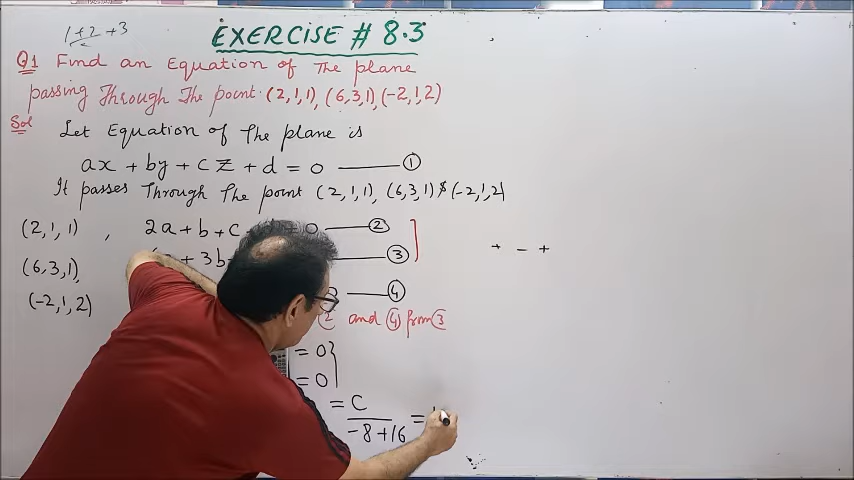 1+2+3
EXERCISE # 8.3
Q1 Find an Equation of The plane
passing Through The point. (2,1,1), (6,3,1), (-2,1,2)
Sol Let Equation of The plane is
ax + by + cz + d = 0 ——— ①
It passes Through The point (2,1,1), (6,3,1) & (-2,1,2)
(2,1,1) , 2a + b + c = 0 ——— ②
(6,3,1), + 3b ——— ③
(-2,1,2) ——— ④
② and ④ from ③
= 0
= 0
= C =
-8+16
+ - +